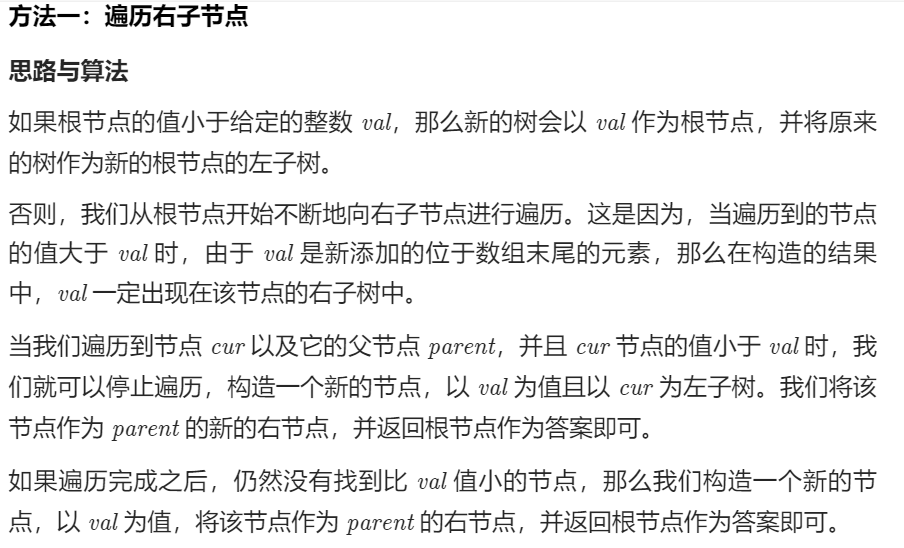 方法一：遍历右子节点
思路与算法
如果根节点的值小于给定的整数 val，那么新的树会以 val 作为根节点，并将原来
的树作为新的根节点的左子树。
否则，我们从根节点开始不断地向右子节点进行遍历。这是因为，当遍历到的节点
的值大于 val 时，由于 val 是新添加的位于数组末尾的元素，那么在构造的结果
中，val 一定出现在该节点的右子树中。
当我们遍历到节点 cur 以及它的父节点 parent，并且 cur 节点的值小于 val 时，我
们就可以停止遍历，构造一个新的节点，以 val 为值且以 cur 为左子树。我们将该
节点作为 parent 的新的右节点，并返回根节点作为答案即可。
如果遍历完成之后，仍然没有找到比 val 值小的节点，那么我们构造一个新的节
点，以 val 为值，将该节点作为 parent 的右节点，并返回根节点作为答案即可。